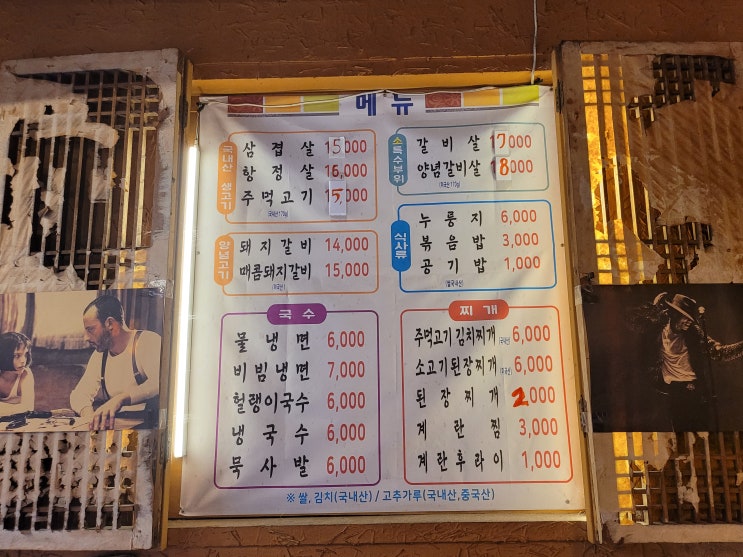 메뉴
국내산 생고기
삼겹살 15,000
항정살 16,000
주먹고기 15,000
(국내산 170g)
양념고기
돼지갈비 14,000
매콤돼지갈비 15,000
소특수부위
갈비살 17,000
양념갈비살 18,000
식사류
누룽지 6,000
볶음밥 3,000
공기밥 1,000
국수
물냉면 6,000
비빔냉면 7,000
헐랭이국수 6,000
냉국수 6,000
묵사발 6,000
찌개
주먹고기김치찌개 6,000
소고기된장찌개 6,000
된장찌개 2,000
계란찜 3,000
계란후라이 1,000
※ 쌀, 김치(국내산) / 고추가루(국내산,중국산)